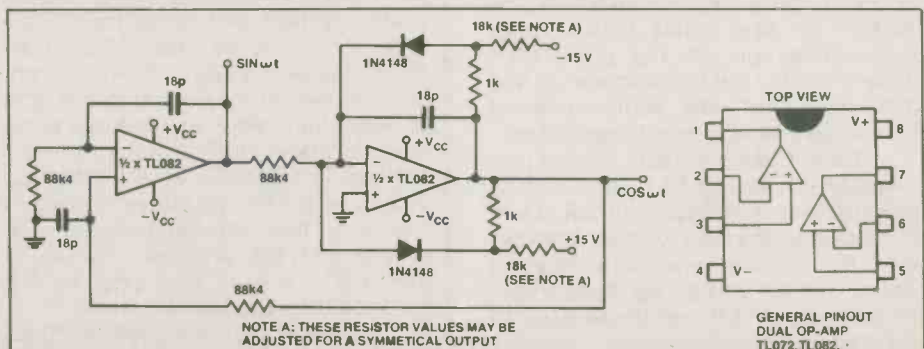 SIN ωt
18p
88k4
18p
+VCC
½ x TL082
−VCC
−
+
88k4
88k4
1N4148
18k (SEE NOTE A)
−15 V
1k
18p
+VCC
½ x TL082
−VCC
−
+
COS ωt
1k
+15 V
1N4148
18k
(SEE NOTE A)
NOTE A: THESE RESISTOR VALUES MAY BE
ADJUSTED FOR A SYMMETICAL OUTPUT
TOP VIEW
1
2
3
4
V−
V+
8
7
6
5
− +
+ −
GENERAL PINOUT
DUAL OP-AMP
TL072, TL082,